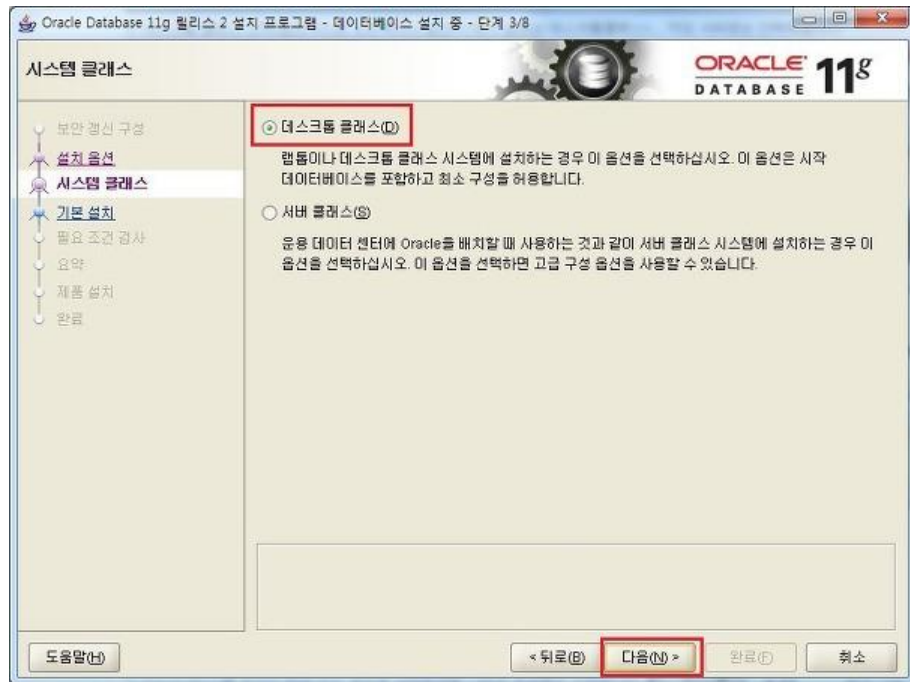 Oracle Database 11g 릴리스 2 설치 프로그램 - 데이터베이스 설치 중 - 단계 3/8
시스템 클래스
ORACLE 11g
DATABASE
보안 갱신 구성
설치 옵션
시스템 클래스
기본 설치
필요 조건 검사
요약
제품 설치
완료
데스크톱 클래스(D)
랩톱이나 데스크톱 클래스 시스템에 설치하는 경우 이 옵션을 선택하십시오. 이 옵션은 시작
데이터베이스를 포함하고 최소 구성을 허용합니다.
서버 클래스(S)
운용 데이터 센터에 Oracle을 배치할 때 사용하는 것과 같이 서버 클래스 시스템에 설치하는 경우 이
옵션을 선택하십시오. 이 옵션을 선택하면 고급 구성 옵션을 사용할 수 있습니다.
도움말(H)
< 뒤로(B)
다음(N) >
완료(F)
취소